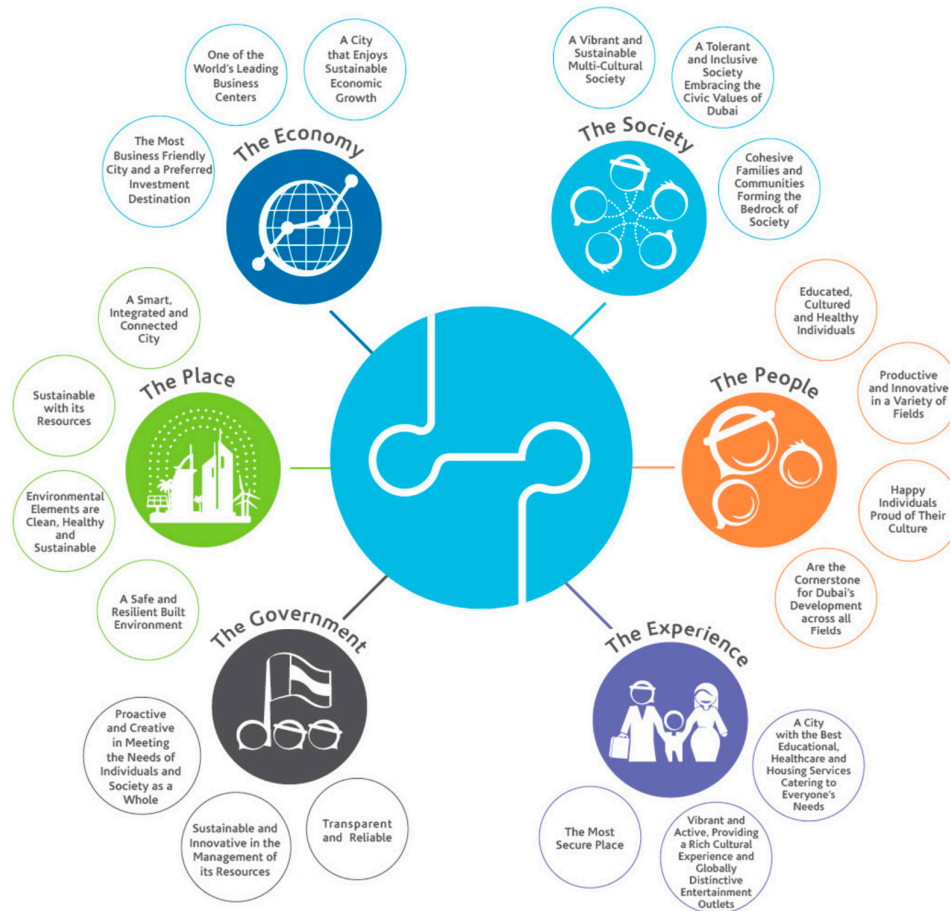 The Economy
A City
that Enjoys
Sustainable
Economic
Growth
One of the
World's Leading
Business
Centers
The Most
Business Friendly
City and a Preferred
Investment
Destination
The Society
A Vibrant and
Sustainable
Multi-Cultural
Society
A Tolerant
and Inclusive
Society
Embracing the
Civic Values of
Dubai
Cohesive
Families and
Communities
Forming the
Bedrock of
Society
The Place
A Smart,
Integrated and
Connected
City
Sustainable
with its
Resources
Environmental
Elements are
Clean, Healthy
and
Sustainable
A Safe and
Resilient Built
Environment
The People
Educated,
Cultured
and Healthy
Individuals
Productive
and Innovative
in a Variety of
Fields
Happy
Individuals
Proud of Their
Culture
Are the
Cornerstone
for Dubai's
Development
across all
Fields
The Government
Proactive
and Creative
in Meeting
the Needs of
Individuals and
Society as a
Whole
Sustainable and
Innovative in the
Management of
its Resources
Transparent
and Reliable
The Experience
A City
with the Best
Educational,
Healthcare and
Housing Services
Catering to
Everyone's
Needs
Vibrant and
Active, Providing
a Rich Cultural
Experience and
Globally
Distinctive
Entertainment
Outlets
The Most
Secure Place